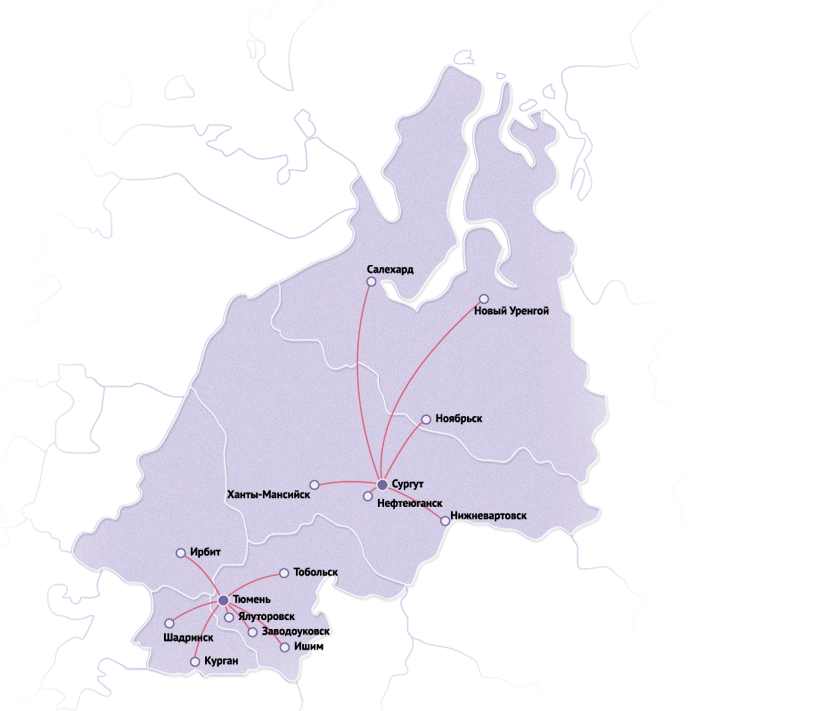 Салехард
Новый Уренгой
Ноябрьск
Сургут
Ханты-Мансийск
Нефтеюганск
Нижневартовск
Ирбит
Тобольск
Тюмень
Ялуторовск
Заводоуковск
Шадринск
Ишим
Курган